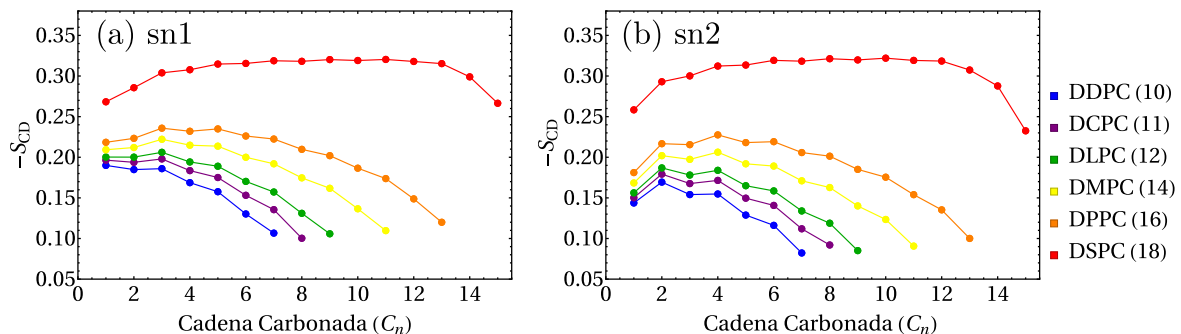 (a) sn1
−S_CD
0.35
0.30
0.25
0.20
0.15
0.10
0.05
0 2 4 6 8 10 12 14
Cadena Carbonada (C_n)
(b) sn2
−S_CD
0.35
0.30
0.25
0.20
0.15
0.10
0.05
0 2 4 6 8 10 12 14
Cadena Carbonada (C_n)
DDPC (10)
DCPC (11)
DLPC (12)
DMPC (14)
DPPC (16)
DSPC (18)